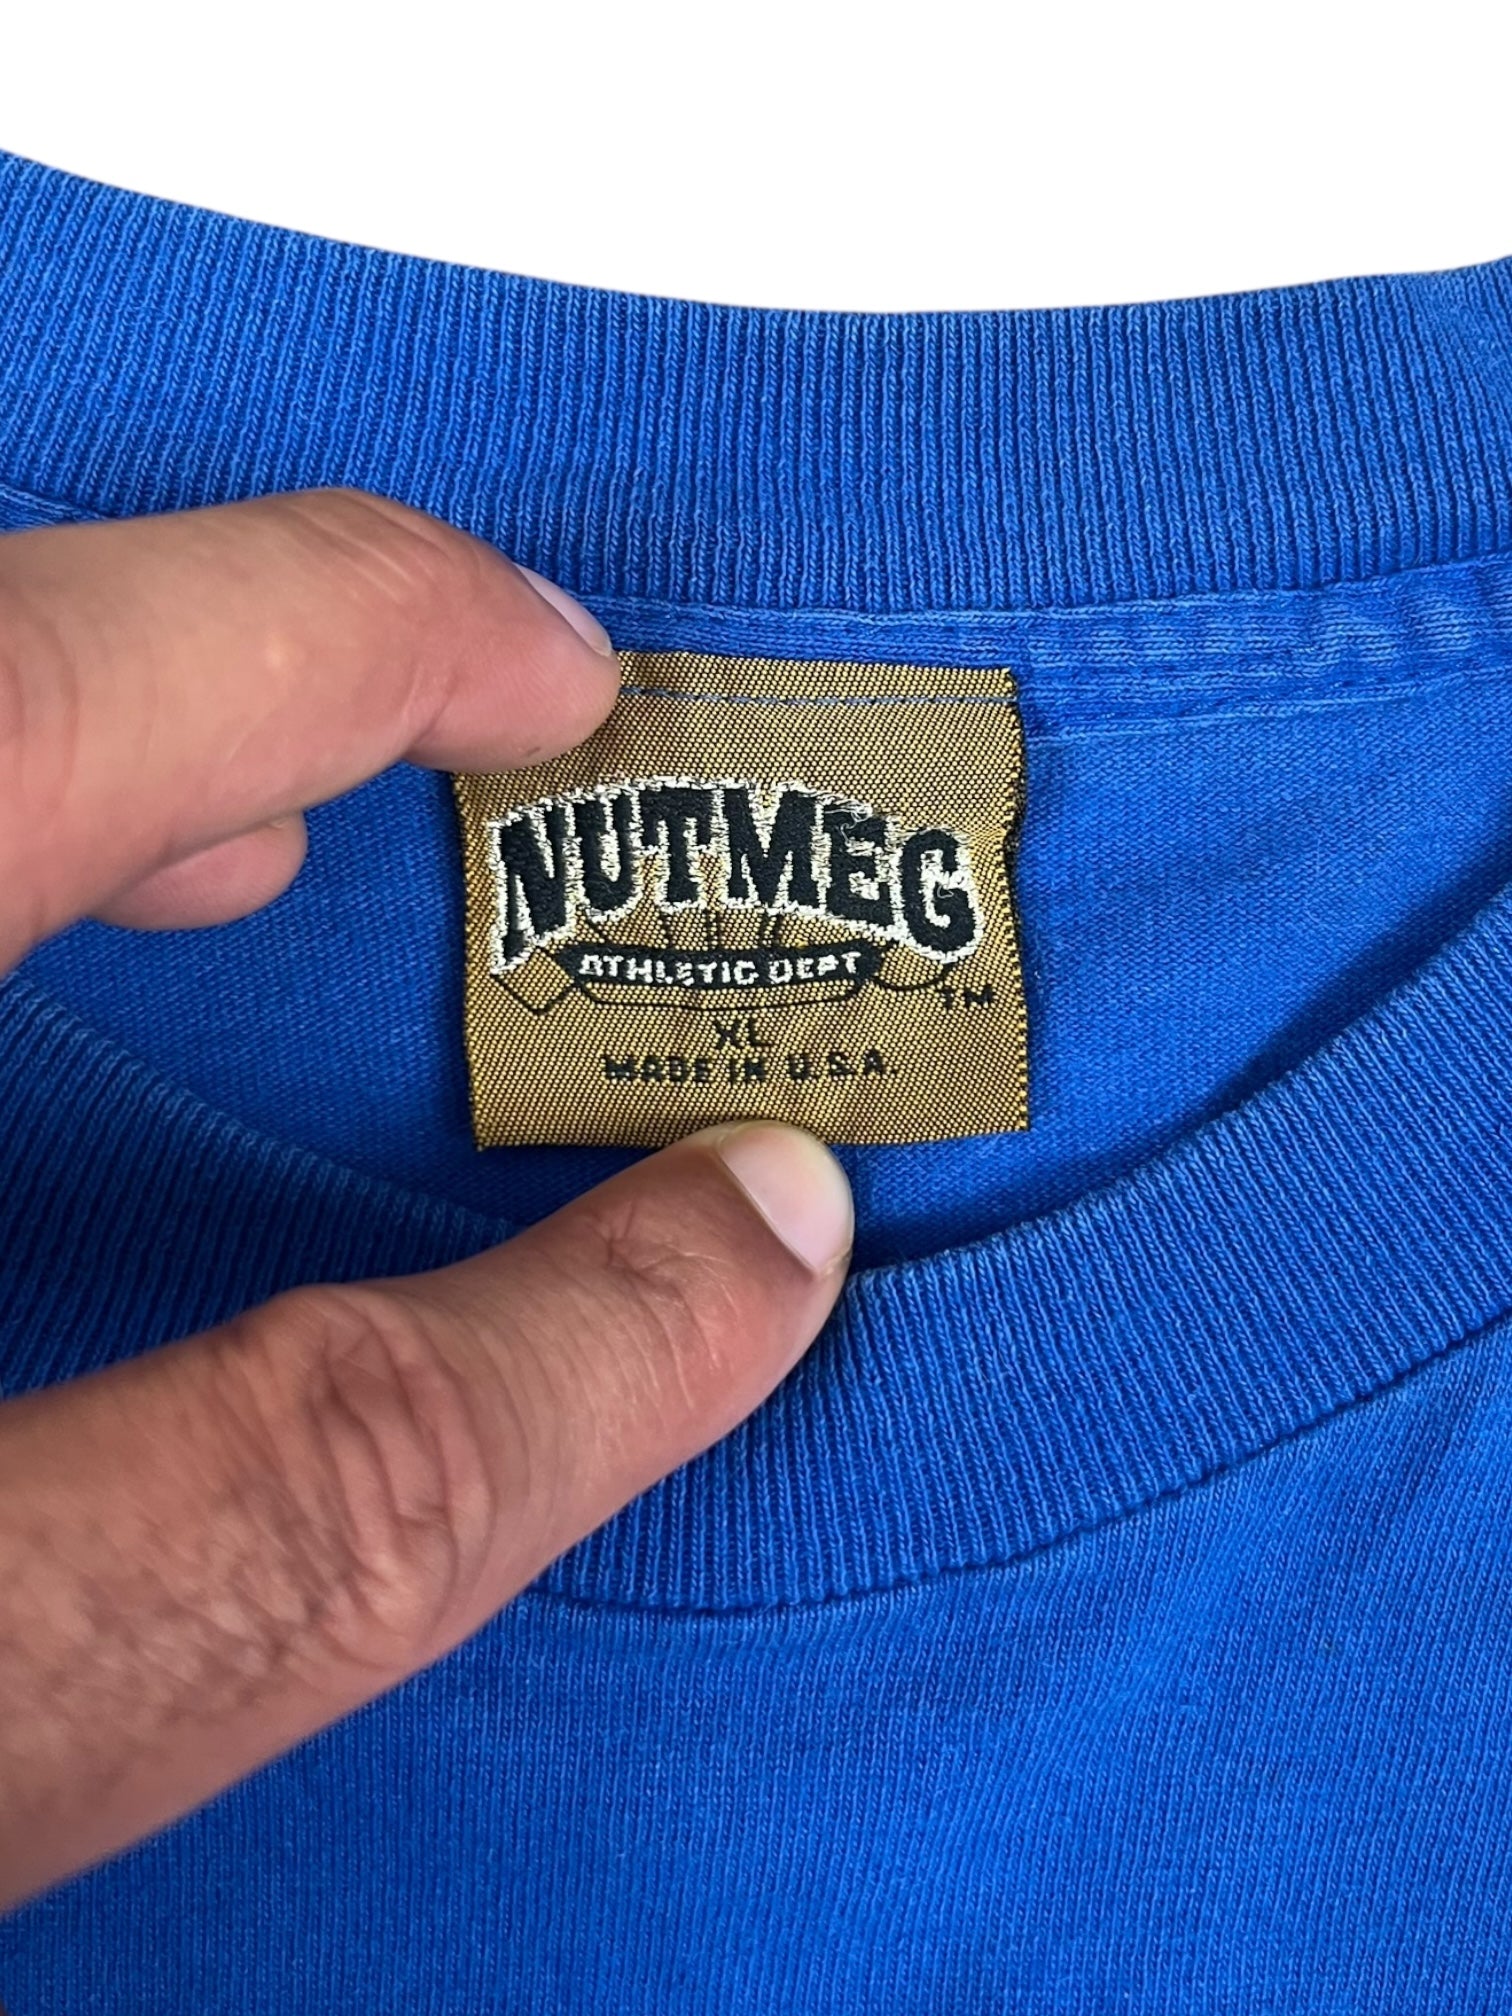 NUTMEG
ATHLETIC DEPT
TM
XL
MADE IN U.S.A.